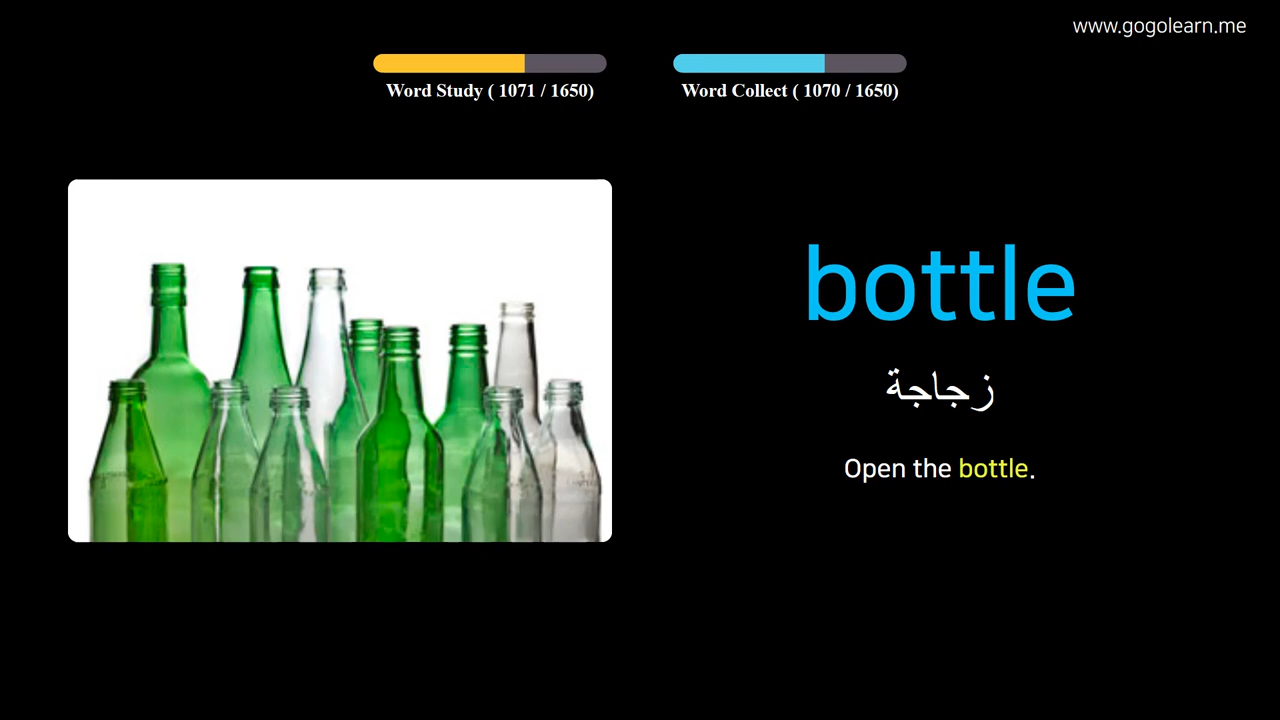 www.gogolearn.me
Word Study ( 1071 / 1650)
Word Collect ( 1070 / 1650)
bottle
زجاجة
Open the bottle.